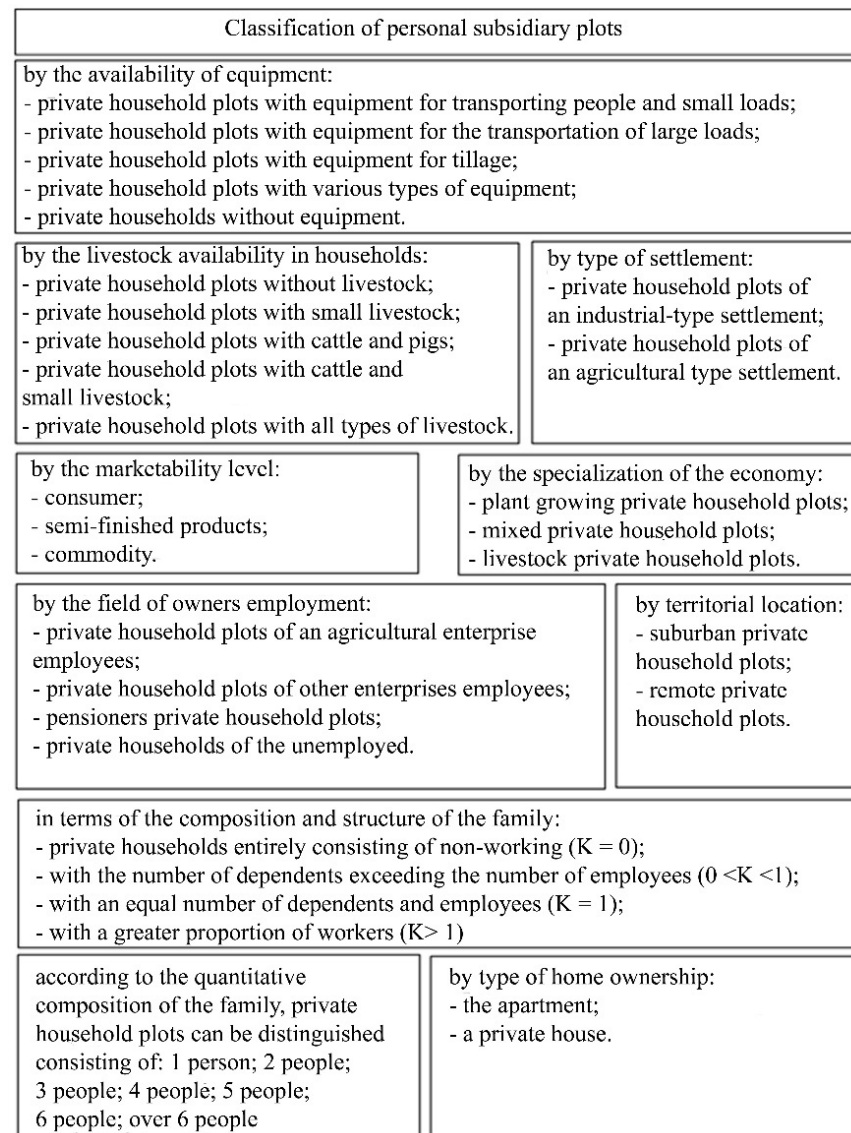 Classification of personal subsidiary plots
by the availability of equipment:
- private household plots with equipment for transporting people and small loads;
- private household plots with equipment for the transportation of large loads;
- private household plots with equipment for tillage;
- private household plots with various types of equipment;
- private households without equipment.
by the livestock availability in households:
- private household plots without livestock;
- private household plots with small livestock;
- private household plots with cattle and pigs;
- private household plots with cattle and
small livestock;
- private household plots with all types of livestock.
by type of settlement:
- private household plots of
an industrial-type settlement;
- private household plots of
an agricultural type settlement.
by the marketability level:
- consumer;
- semi-finished products;
- commodity.
by the specialization of the economy:
- plant growing private household plots;
- mixed private household plots;
- livestock private household plots.
by the field of owners employment:
- private household plots of an agricultural enterprise
employees;
- private household plots of other enterprises employees;
- pensioners private household plots;
- private households of the unemployed.
by territorial location:
- suburban private
household plots;
- remote private
household plots.
in terms of the composition and structure of the family:
- private households entirely consisting of non-working (K = 0);
- with the number of dependents exceeding the number of employees (0 <K <1);
- with an equal number of dependents and employees (K = 1);
- with a greater proportion of workers (K> 1)
according to the quantitative
composition of the family, private
household plots can be distinguished
consisting of: 1 person; 2 people;
3 people; 4 people; 5 people;
6 people; over 6 people
by type of home ownership:
- the apartment;
- a private house.